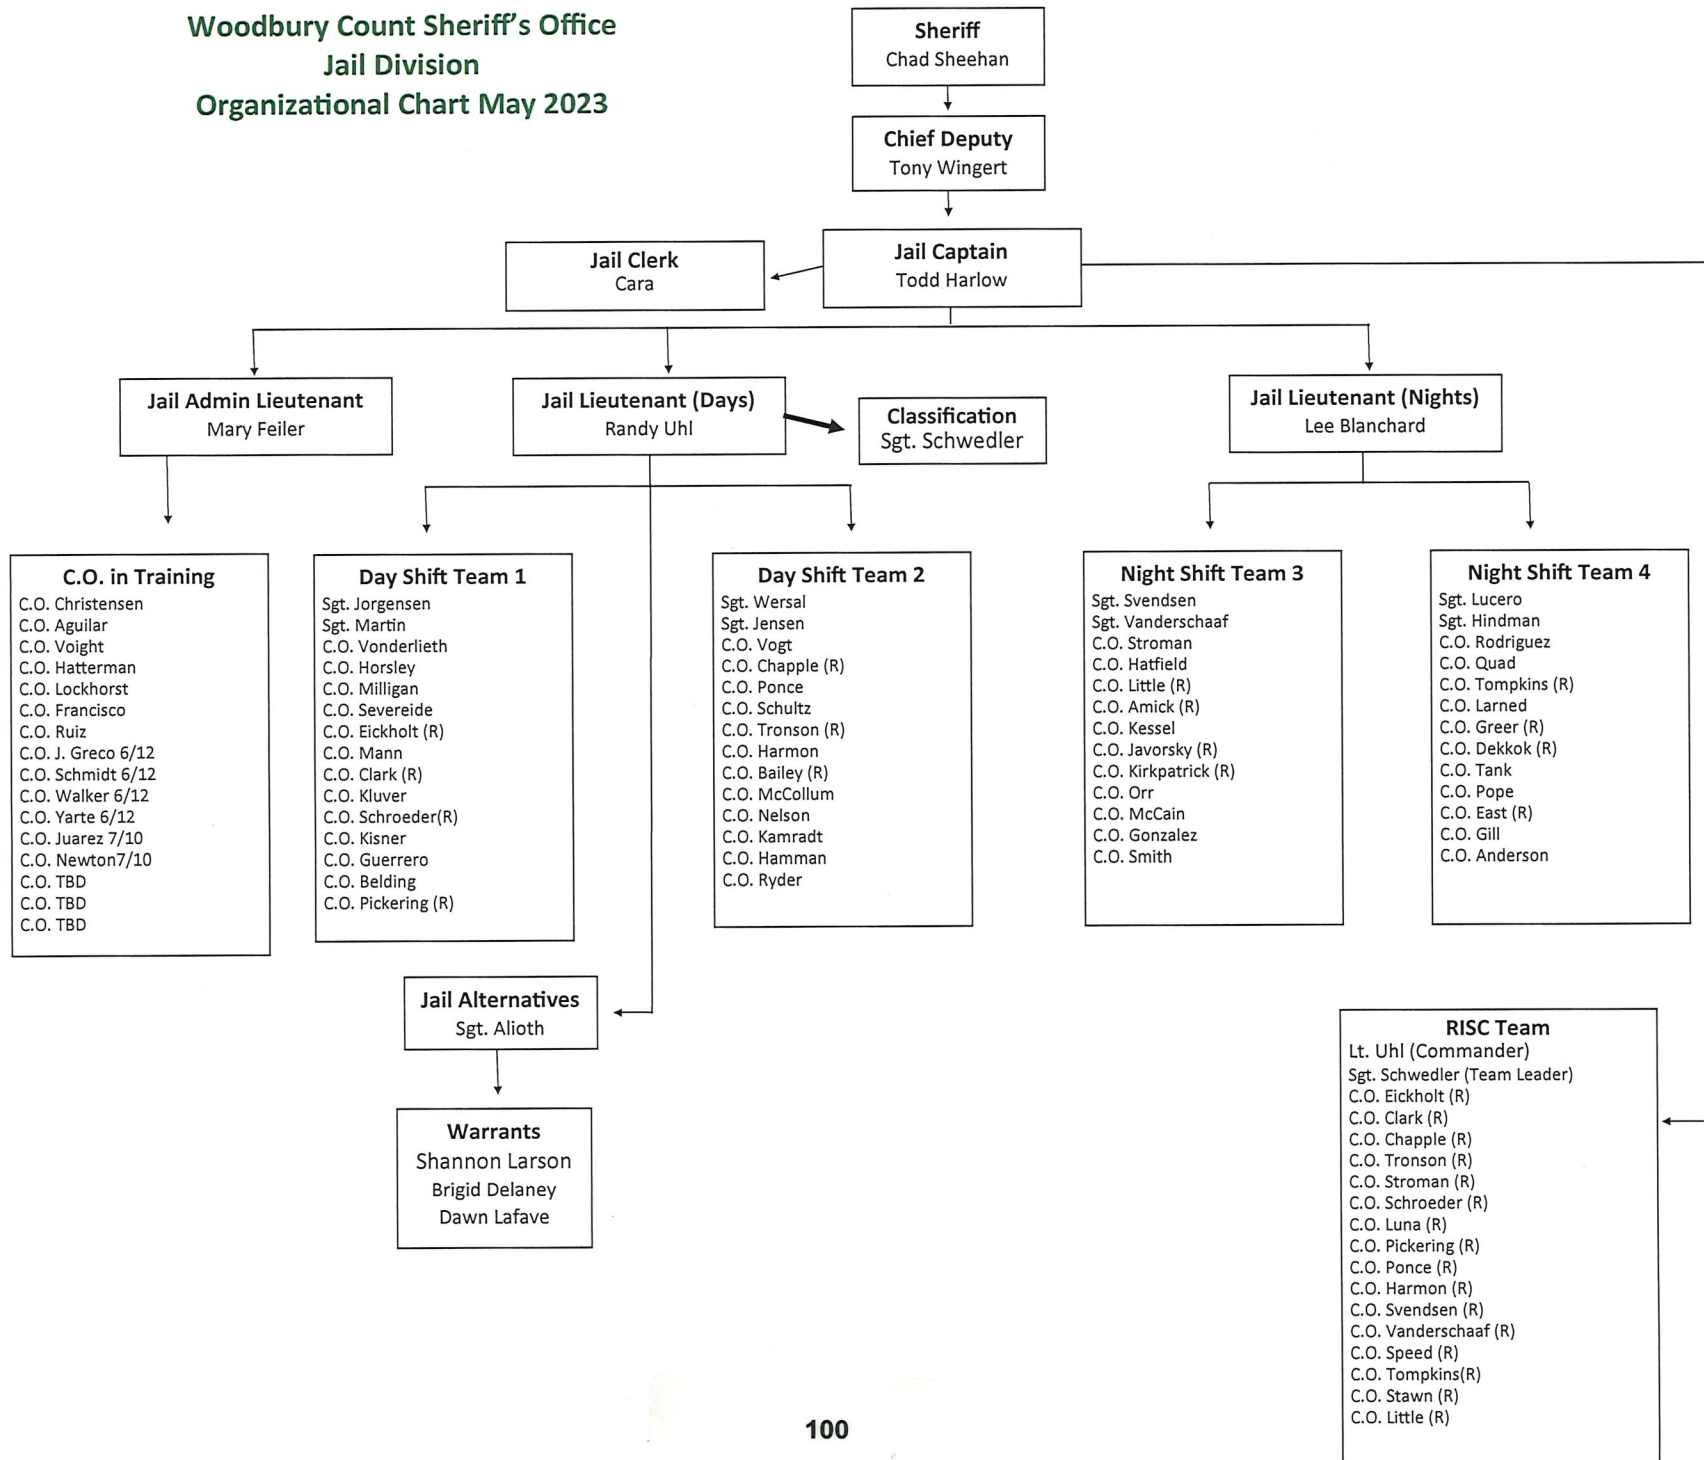 Woodbury Count Sheriff's Office
Jail Division
Organizational Chart May 2023
Sheriff
Chad Sheehan
Chief Deputy
Tony Wingert
Jail Captain
Todd Harlow
Jail Clerk
Cara
Jail Admin Lieutenant
Mary Feiler
Jail Lieutenant (Days)
Randy Uhl
Classification
Sgt. Schwedler
Jail Lieutenant (Nights)
Lee Blanchard
C.O. in Training
C.O. Christensen
C.O. Aguilar
C.O. Voight
C.O. Hatterman
C.O. Lockhorst
C.O. Francisco
C.O. Ruiz
C.O. J. Greco 6/12
C.O. Schmidt 6/12
C.O. Walker 6/12
C.O. Yarte 6/12
C.O. Juarez 7/10
C.O. Newton7/10
C.O. TBD
C.O. TBD
C.O. TBD
Day Shift Team 1
Sgt. Jorgensen
Sgt. Martin
C.O. Vonderlieth
C.O. Horsley
C.O. Milligan
C.O. Severeide
C.O. Eickholt (R)
C.O. Mann
C.O. Clark (R)
C.O. Kluver
C.O. Schroeder(R)
C.O. Kisner
C.O. Guerrero
C.O. Belding
C.O. Pickering (R)
Day Shift Team 2
Sgt. Wersal
Sgt. Jensen
C.O. Vogt
C.O. Chapple (R)
C.O. Ponce
C.O. Schultz
C.O. Tronson (R)
C.O. Harmon
C.O. Bailey (R)
C.O. McCollum
C.O. Nelson
C.O. Kamradt
C.O. Hamman
C.O. Ryder
Night Shift Team 3
Sgt. Svendsen
Sgt. Vanderschaaf
C.O. Stroman
C.O. Hatfield
C.O. Little (R)
C.O. Amick (R)
C.O. Kessel
C.O. Javorsky (R)
C.O. Kirkpatrick (R)
C.O. Orr
C.O. McCain
C.O. Gonzalez
C.O. Smith
Night Shift Team 4
Sgt. Lucero
Sgt. Hindman
C.O. Rodriguez
C.O. Quad
C.O. Tompkins (R)
C.O. Larned
C.O. Greer (R)
C.O. Dekkok (R)
C.O. Tank
C.O. Pope
C.O. East (R)
C.O. Gill
C.O. Anderson
Jail Alternatives
Sgt. Alioth
Warrants
Shannon Larson
Brigid Delaney
Dawn Lafave
RISC Team
Lt. Uhl (Commander)
Sgt. Schwedler (Team Leader)
C.O. Eickholt (R)
C.O. Clark (R)
C.O. Chapple (R)
C.O. Tronson (R)
C.O. Stroman (R)
C.O. Schroeder (R)
C.O. Luna (R)
C.O. Pickering (R)
C.O. Ponce (R)
C.O. Harmon (R)
C.O. Svendsen (R)
C.O. Vanderschaaf (R)
C.O. Speed (R)
C.O. Tompkins(R)
C.O. Stawn (R)
C.O. Little (R)
100